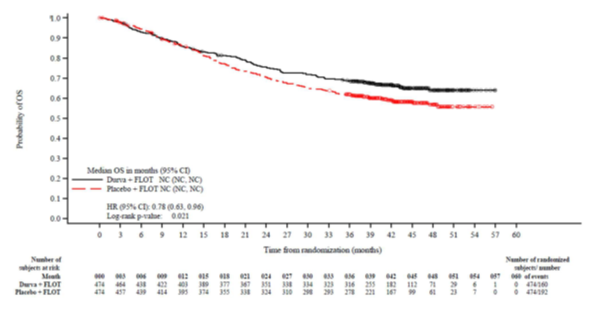 1.0
0.9
0.8
0.7
0.6
0.5
0.4
0.3
0.2
0.1
0.0
Probability of OS
Median OS in months (95% CI)
Durva + FLOT NC (NC, NC)
Placebo + FLOT NC (NC, NC)
HR (95% CI): 0.78 (0.63, 0.96)
Log-rank p-value: 0.021
0 3 6 9 12 15 18 21 24 27 30 33 36 39 42 45 48 51 54 57 60
Time from randomization (months)
Number of subjects at risk
Number of randomized subjects/ number of events
Month 000 003 006 009 012 015 018 021 024 027 030 033 036 039 042 045 048 051 054 057 060
Durva + FLOT 474 464 438 422 403 389 377 367 351 338 334 323 316 255 182 112 71 29 6 1 0 474/160
Placebo + FLOT 474 457 439 414 395 374 355 338 324 310 298 293 278 221 167 99 61 23 7 0 0 474/192